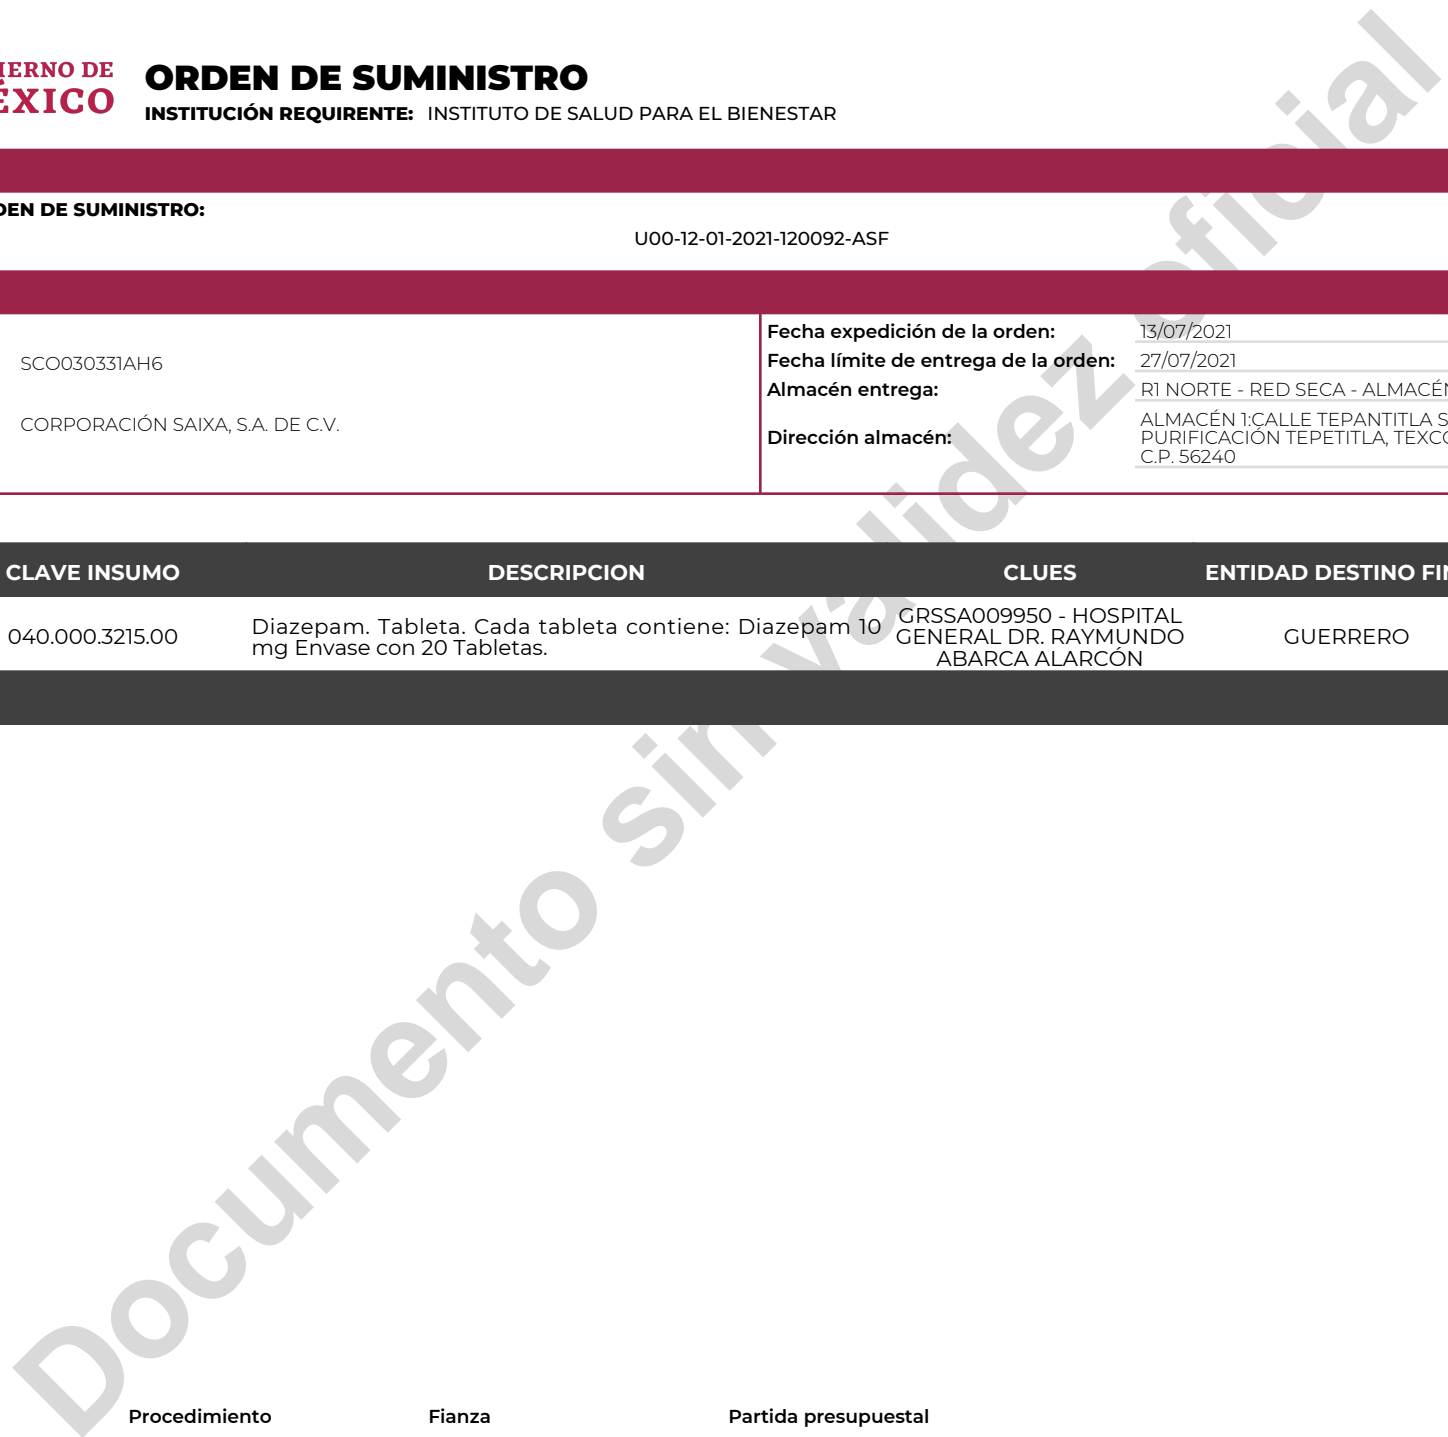 IERNO DE
ÉXICO
ORDEN DE SUMINISTRO
INSTITUCIÓN REQUIRENTE: INSTITUTO DE SALUD PARA EL BIENESTAR
DEN DE SUMINISTRO:
U00-12-01-2021-120092-ASF
SCO030331AH6
CORPORACIÓN SAIXA, S.A. DE C.V.
Fecha expedición de la orden: 13/07/2021
Fecha límite de entrega de la orden: 27/07/2021
Almacén entrega: R1 NORTE - RED SECA - ALMACÉN
Dirección almacén:
ALMACÉN 1:CALLE TEPANTITLA S
PURIFICACIÓN TEPETITLA, TEXCO
C.P. 56240
CLAVE INSUMO DESCRIPCION CLUES ENTIDAD DESTINO FIN
040.000.3215.00
Diazepam. Tableta. Cada tableta contiene: Diazepam 10
mg Envase con 20 Tabletas.
GRSSA009950 - HOSPITAL
GENERAL DR. RAYMUNDO
ABARCA ALARCÓN
GUERRERO
Documento sin validez oficial
Procedimiento Fianza Partida presupuestal